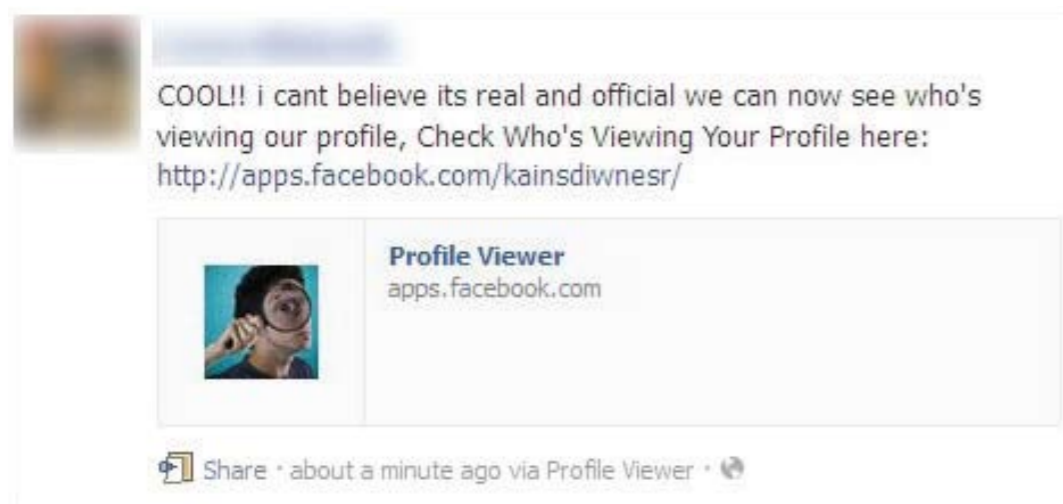 COOL!! i cant believe its real and official we can now see who's
viewing our profile, Check Who's Viewing Your Profile here:
http://apps.facebook.com/kainsdiwnesr/
Profile Viewer
apps.facebook.com
Share · about a minute ago via Profile Viewer ·